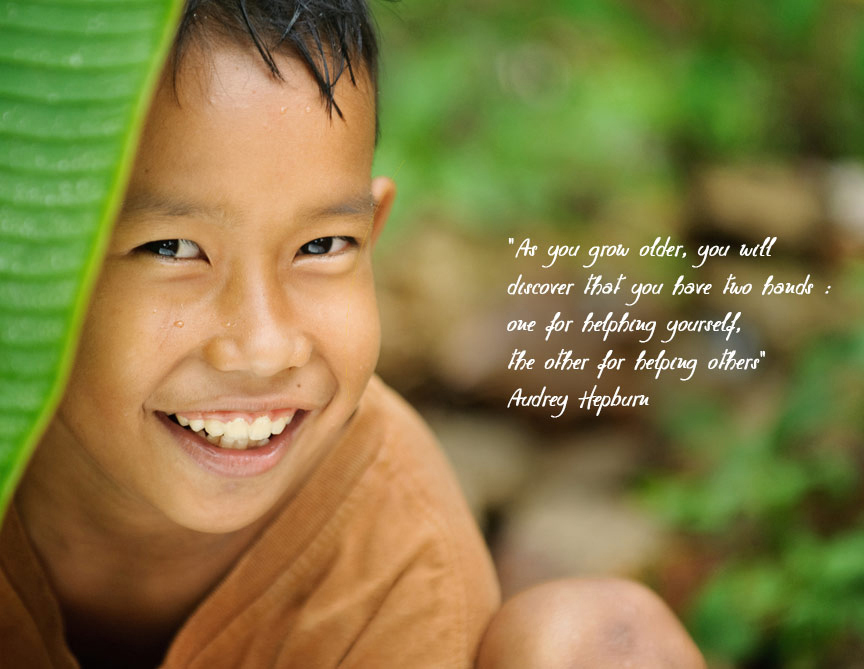 "As you grow older, you will
discover that you have two hands :
one for helphing yourself,
the other for helping others"
Audrey Hepburn